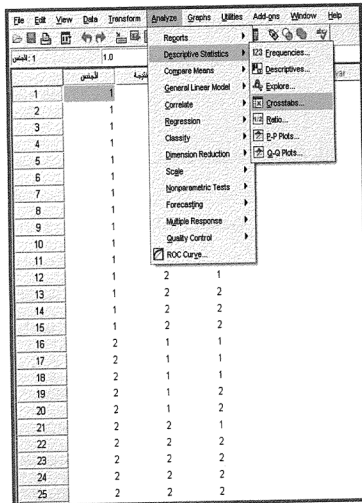 File Edit View Data Transform Analyze Graphs Utilities Add-ons Window Help
1 : الجنس 1.0
الجنس var
Reports
Descriptive Statistics
Compare Means
General Linear Model
Correlate
Regression
Classify
Dimension Reduction
Scale
Nonparametric Tests
Forecasting
Multiple Response
Quality Control
ROC Curve...
123 Frequencies...
Descriptives...
Explore...
Crosstabs...
1/2 Ratio...
P-P Plots...
Q-Q Plots...
1 1
2 1
3 1
4 1
5 1
6 1
7 1
8 1
9 1
10 1
11 1
12 1 2 1
13 1 2 2
14 1 2 2
15 1 2 2
16 2 1 1
17 2 1 1
18 2 1 1
19 2 1 2
20 2 1 2
21 2 2 1
22 2 2 2
23 2 2 2
24 2 2 2
25 2 2 2